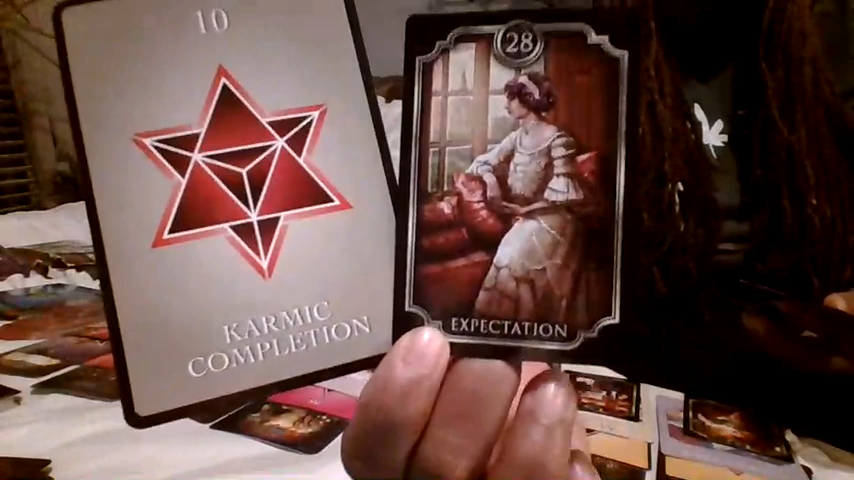 10
KARMIC
COMPLETION
28
EXPECTATION